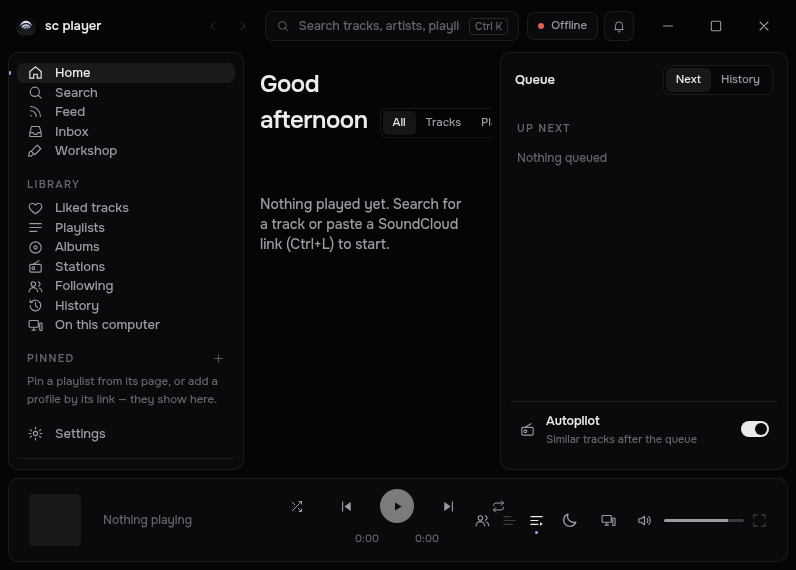 sc player
Search tracks, artists, playli
Ctrl K
Offline
Home
Search
Feed
Inbox
Workshop
LIBRARY
Liked tracks
Playlists
Albums
Stations
Following
History
On this computer
PINNED
Pin a playlist from its page, or add a
profile by its link — they show here.
Settings
Good
afternoon
All
Tracks
Pl
Nothing played yet. Search for
a track or paste a SoundCloud
link (Ctrl+L) to start.
Queue
Next
History
UP NEXT
Nothing queued
Autopilot
Similar tracks after the queue
Nothing playing
0:00
0:00